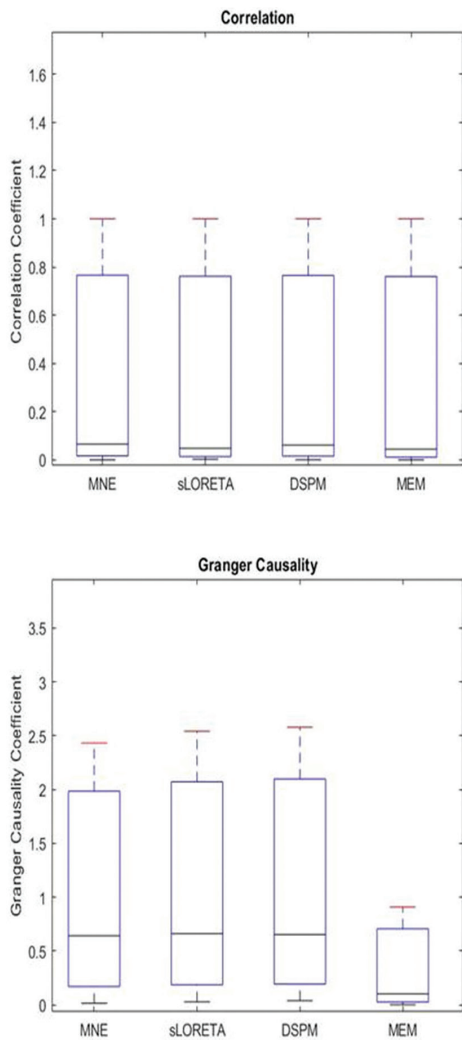 Correlation
Correlation Coefficient
1.6
1.4
1.2
1
0.8
0.6
0.4
0.2
0
MNE sLORETA DSPM MEM
Granger Causality
Granger Causality Coefficient
3.5
3
2.5
2
1.5
1
0.5
0
MNE sLORETA DSPM MEM